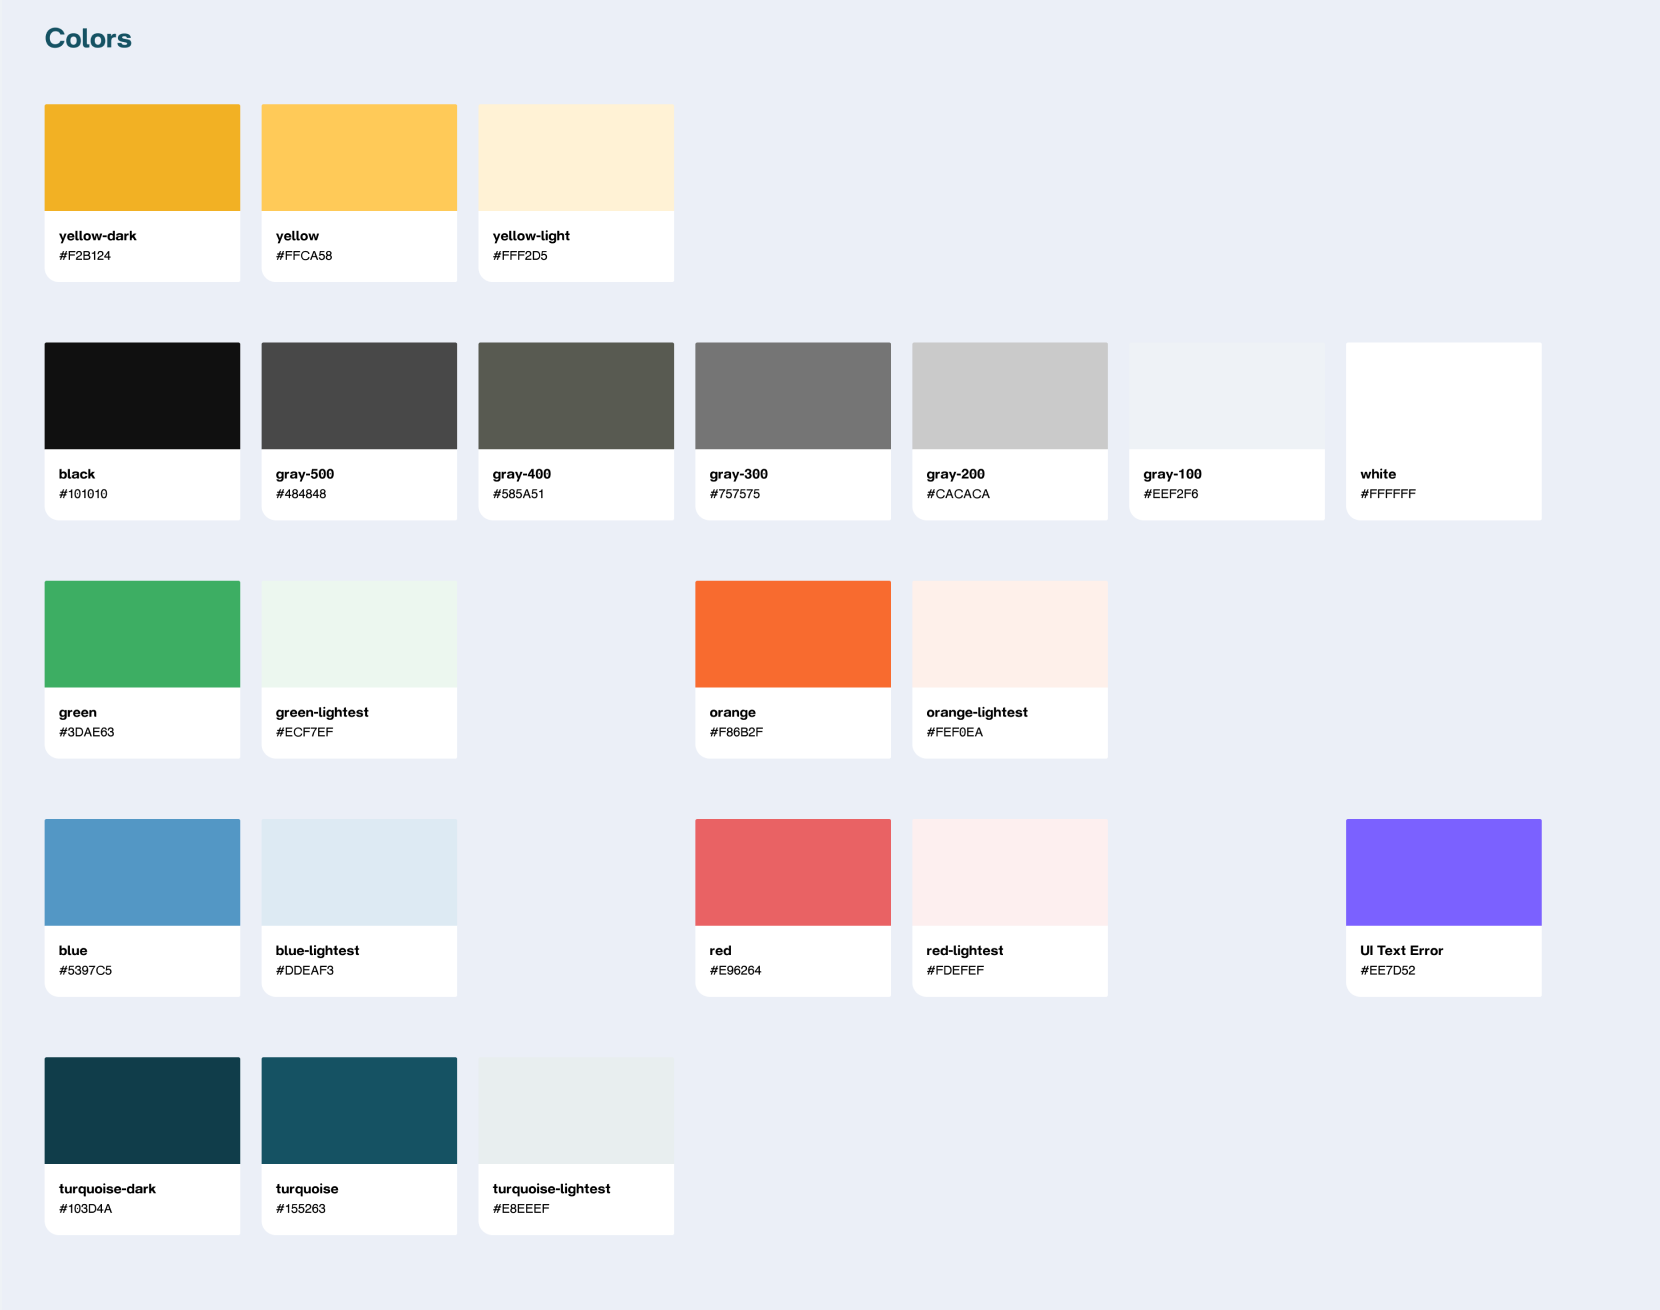 Colors
yellow-dark
#F2B124
yellow
#FFCA58
yellow-light
#FFF2D5
black
#101010
gray-500
#484848
gray-400
#585A51
gray-300
#757575
gray-200
#CACACA
gray-100
#EEF2F6
white
#FFFFFF
green
#3DAE63
green-lightest
#ECF7EF
orange
#F86B2F
orange-lightest
#FEF0EA
blue
#5397C5
blue-lightest
#DDEAF3
red
#E96264
red-lightest
#FDEFEF
UI Text Error
#EE7D52
turquoise-dark
#103D4A
turquoise
#155263
turquoise-lightest
#E8EEEF